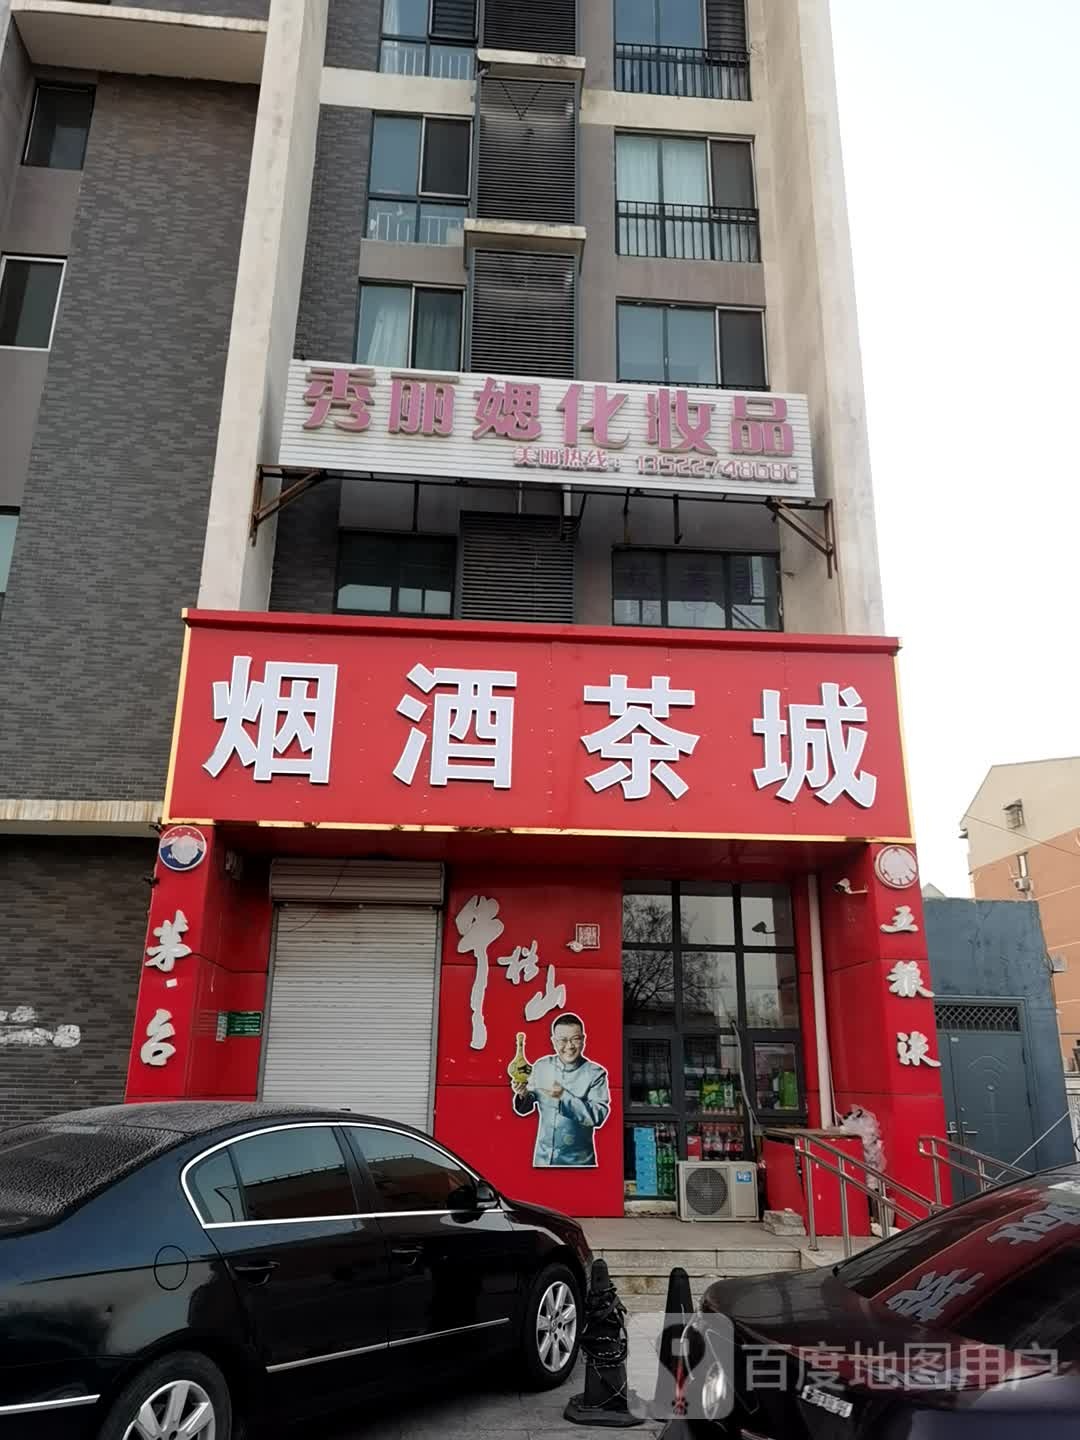 秀丽媤化妆品
美丽热线：13522748686
烟酒茶城
茅·台
牛栏山
五粮液
百度地图用户